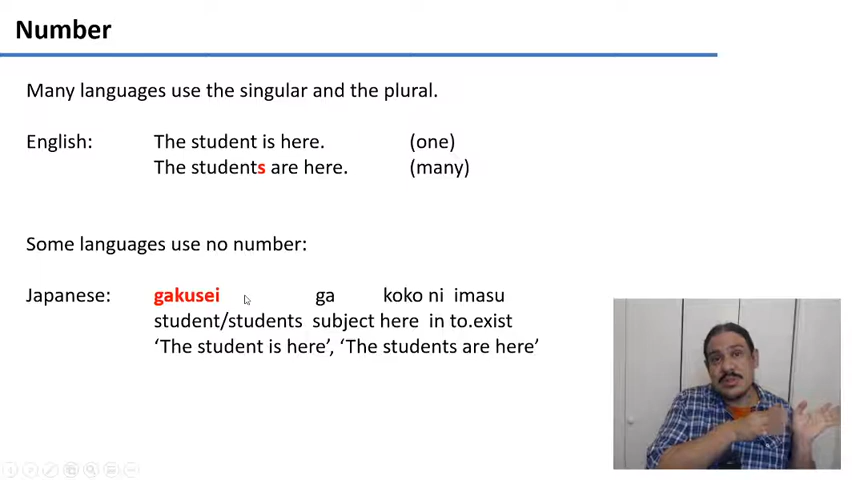 Number
Many languages use the singular and the plural.
English: The student is here. (one)
The students are here. (many)
Some languages use no number:
Japanese: gakusei ga koko ni imasu
student/students subject here in to.exist
‘The student is here’, ‘The students are here’